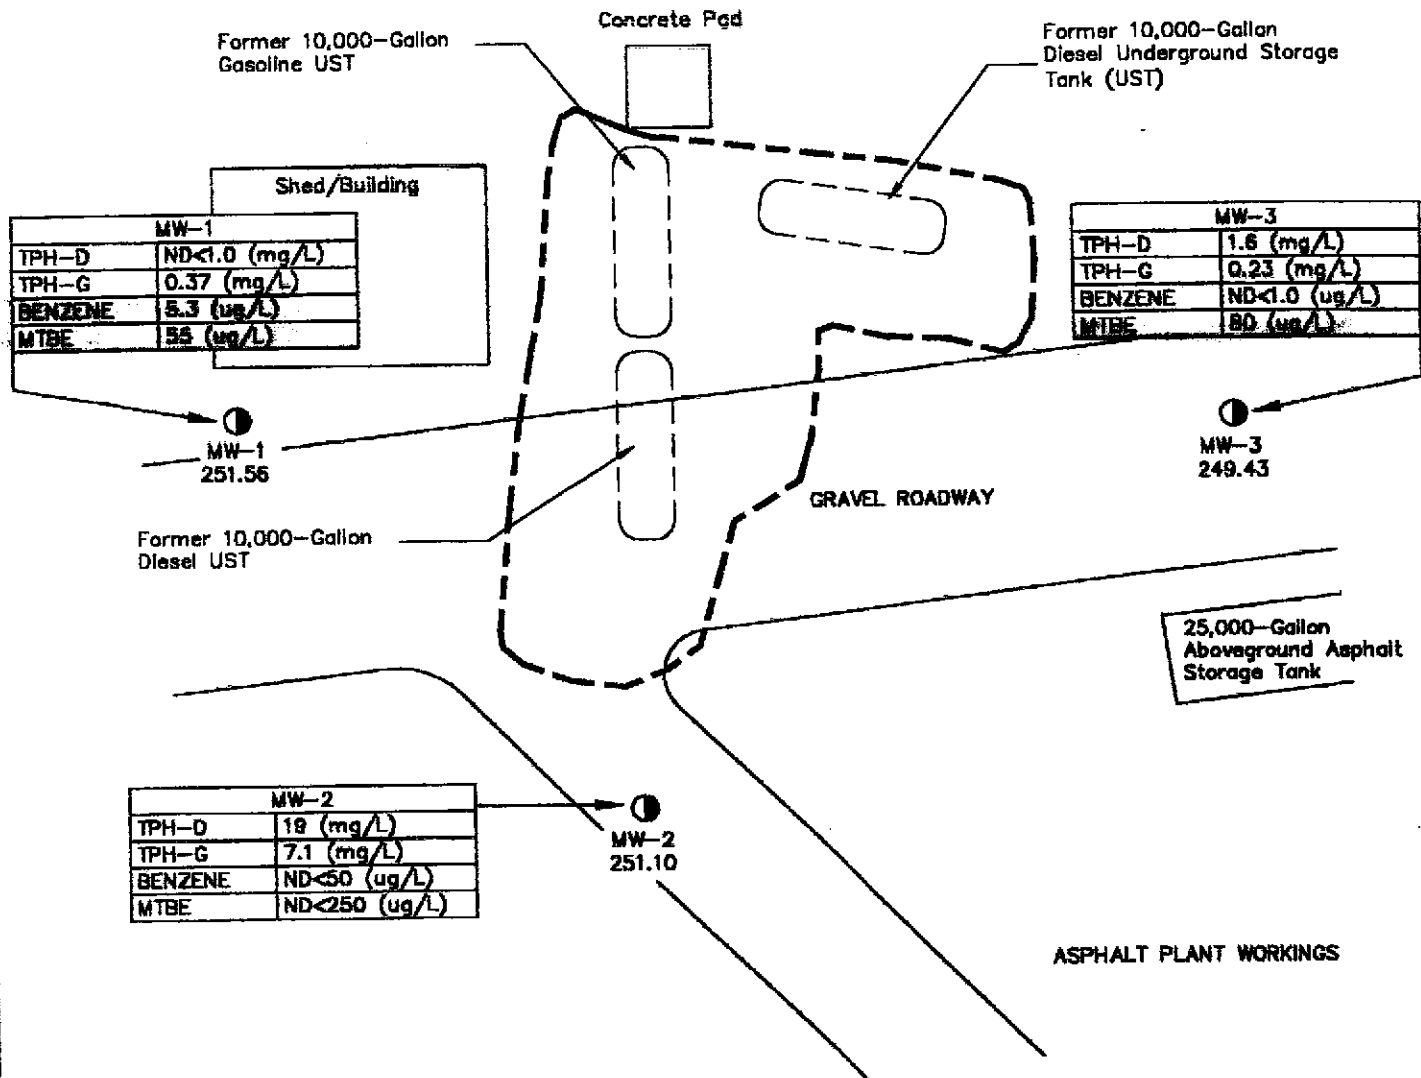 Concrete Pad
Former 10,000-Gallon
Gasoline UST
Former 10,000-Gallon
Diesel Underground Storage
Tank (UST)
Shed/Building
MW-1
TPH-D ND<1.0 (mg/L)
TPH-G 0.37 (mg/L)
BENZENE 5.3 (ug/L)
MTBE 55 (ug/L)
MW-3
TPH-D 1.6 (mg/L)
TPH-G 0.23 (mg/L)
BENZENE ND<1.0 (ug/L)
MTBE 80 (ug/L)
MW-1
251.56
MW-3
249.43
GRAVEL ROADWAY
Former 10,000-Gallon
Diesel UST
25,000-Gallon
Aboveground Asphalt
Storage Tank
MW-2
TPH-D 19 (mg/L)
TPH-G 7.1 (mg/L)
BENZENE ND<50 (ug/L)
MTBE ND<250 (ug/L)
MW-2
251.10
ASPHALT PLANT WORKINGS